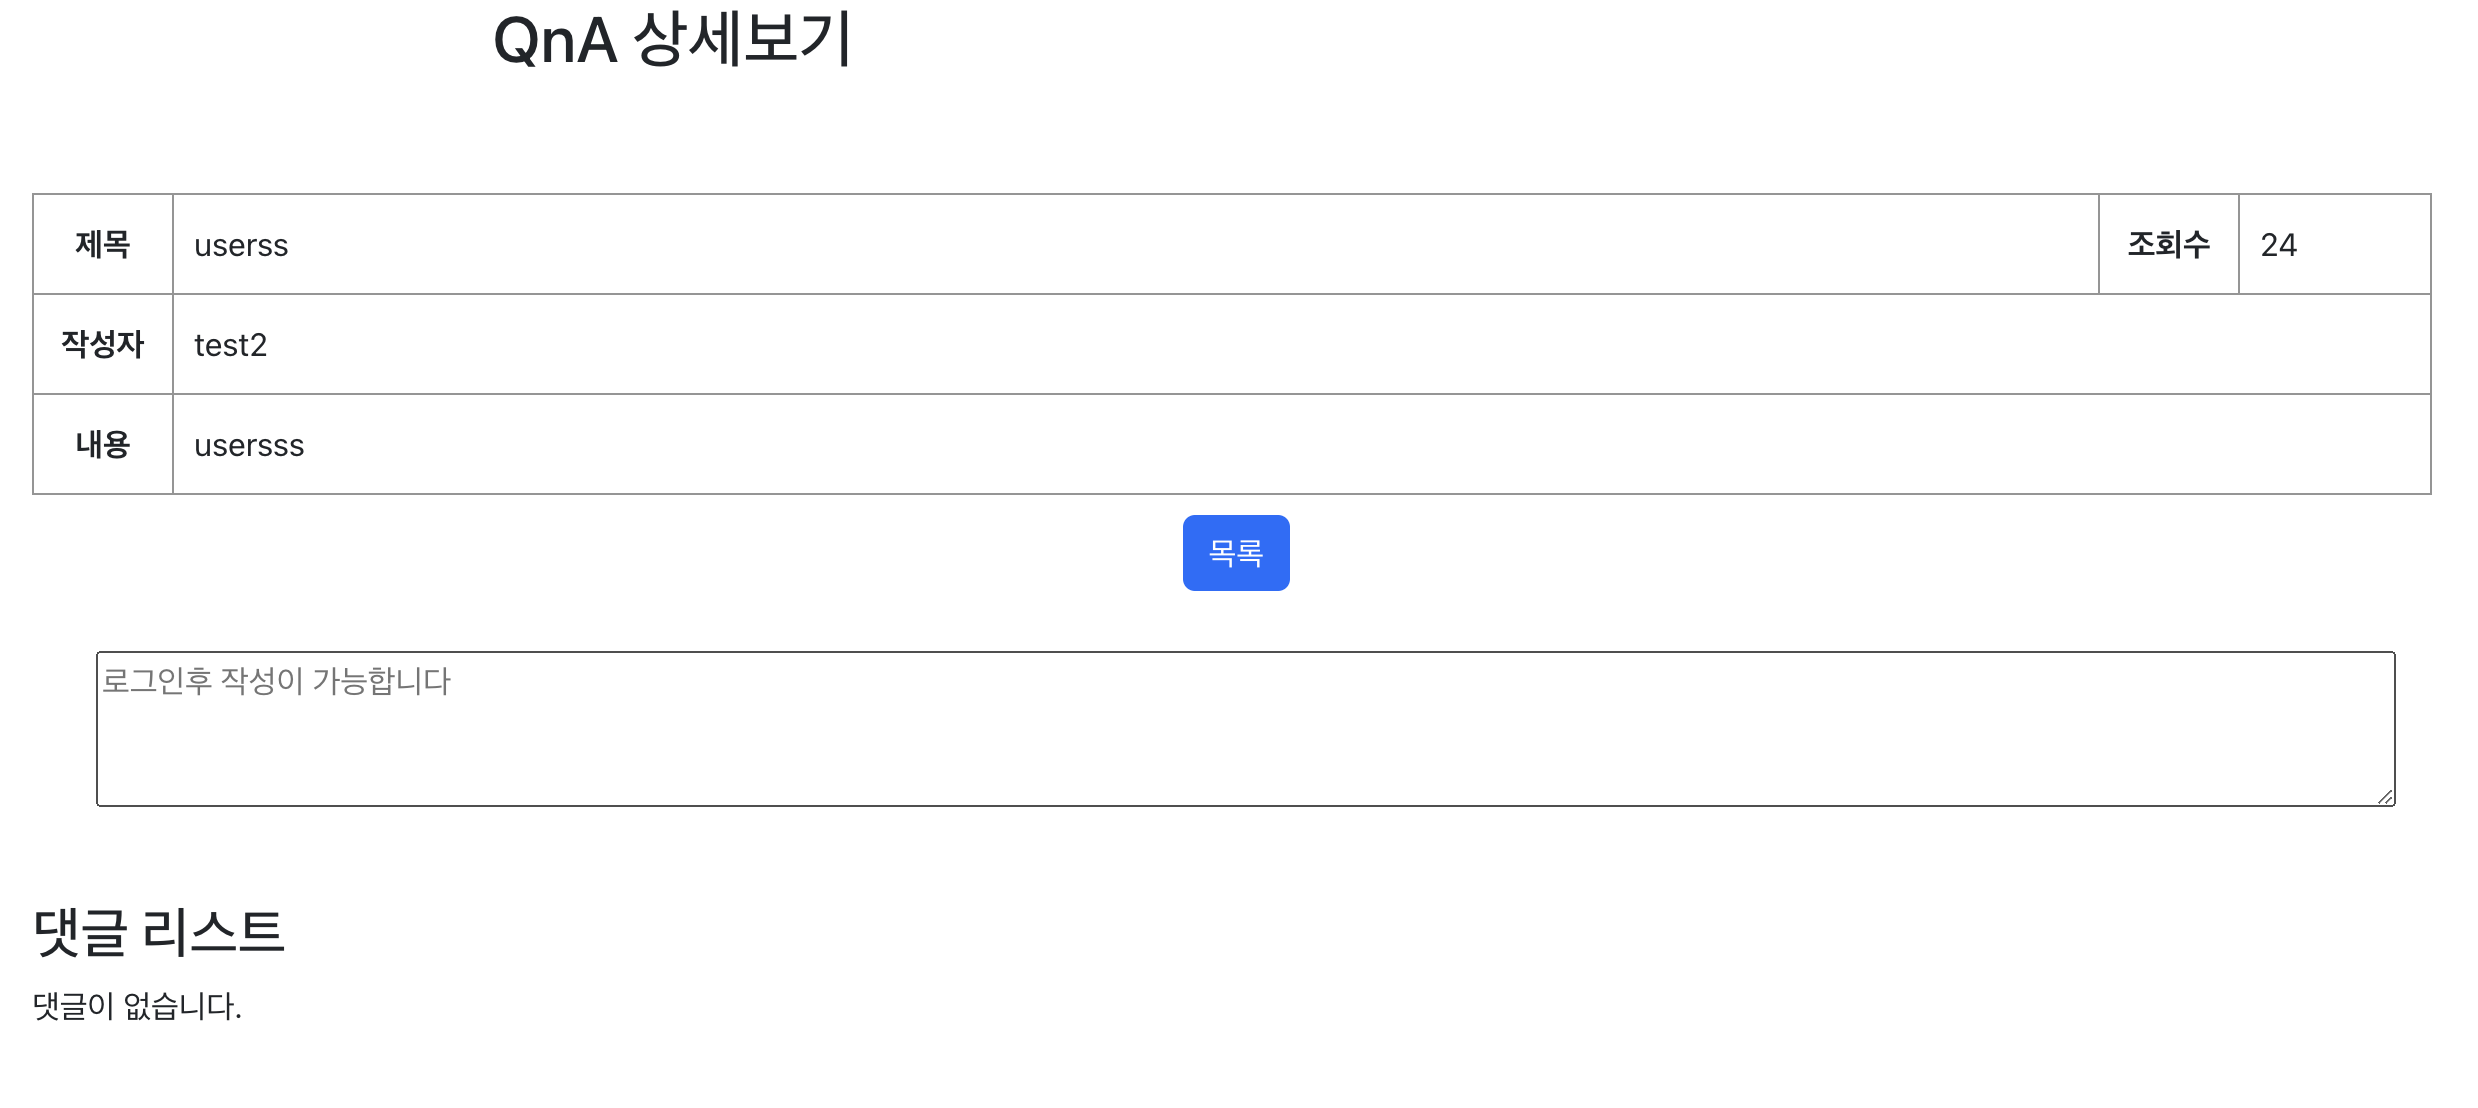 QnA 상세보기
제목 userss 조회수 24
작성자 test2
내용 usersss
목록
로그인후 작성이 가능합니다
댓글 리스트
댓글이 없습니다.